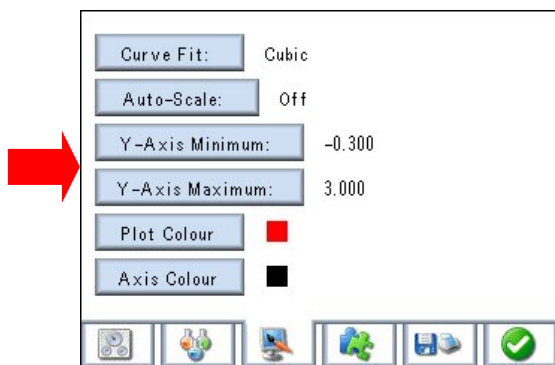 Curve Fit: Cubic
Auto-Scale: Off
Y-Axis Minimum: -0.300
Y-Axis Maximum: 3.000
Plot Colour
Axis Colour